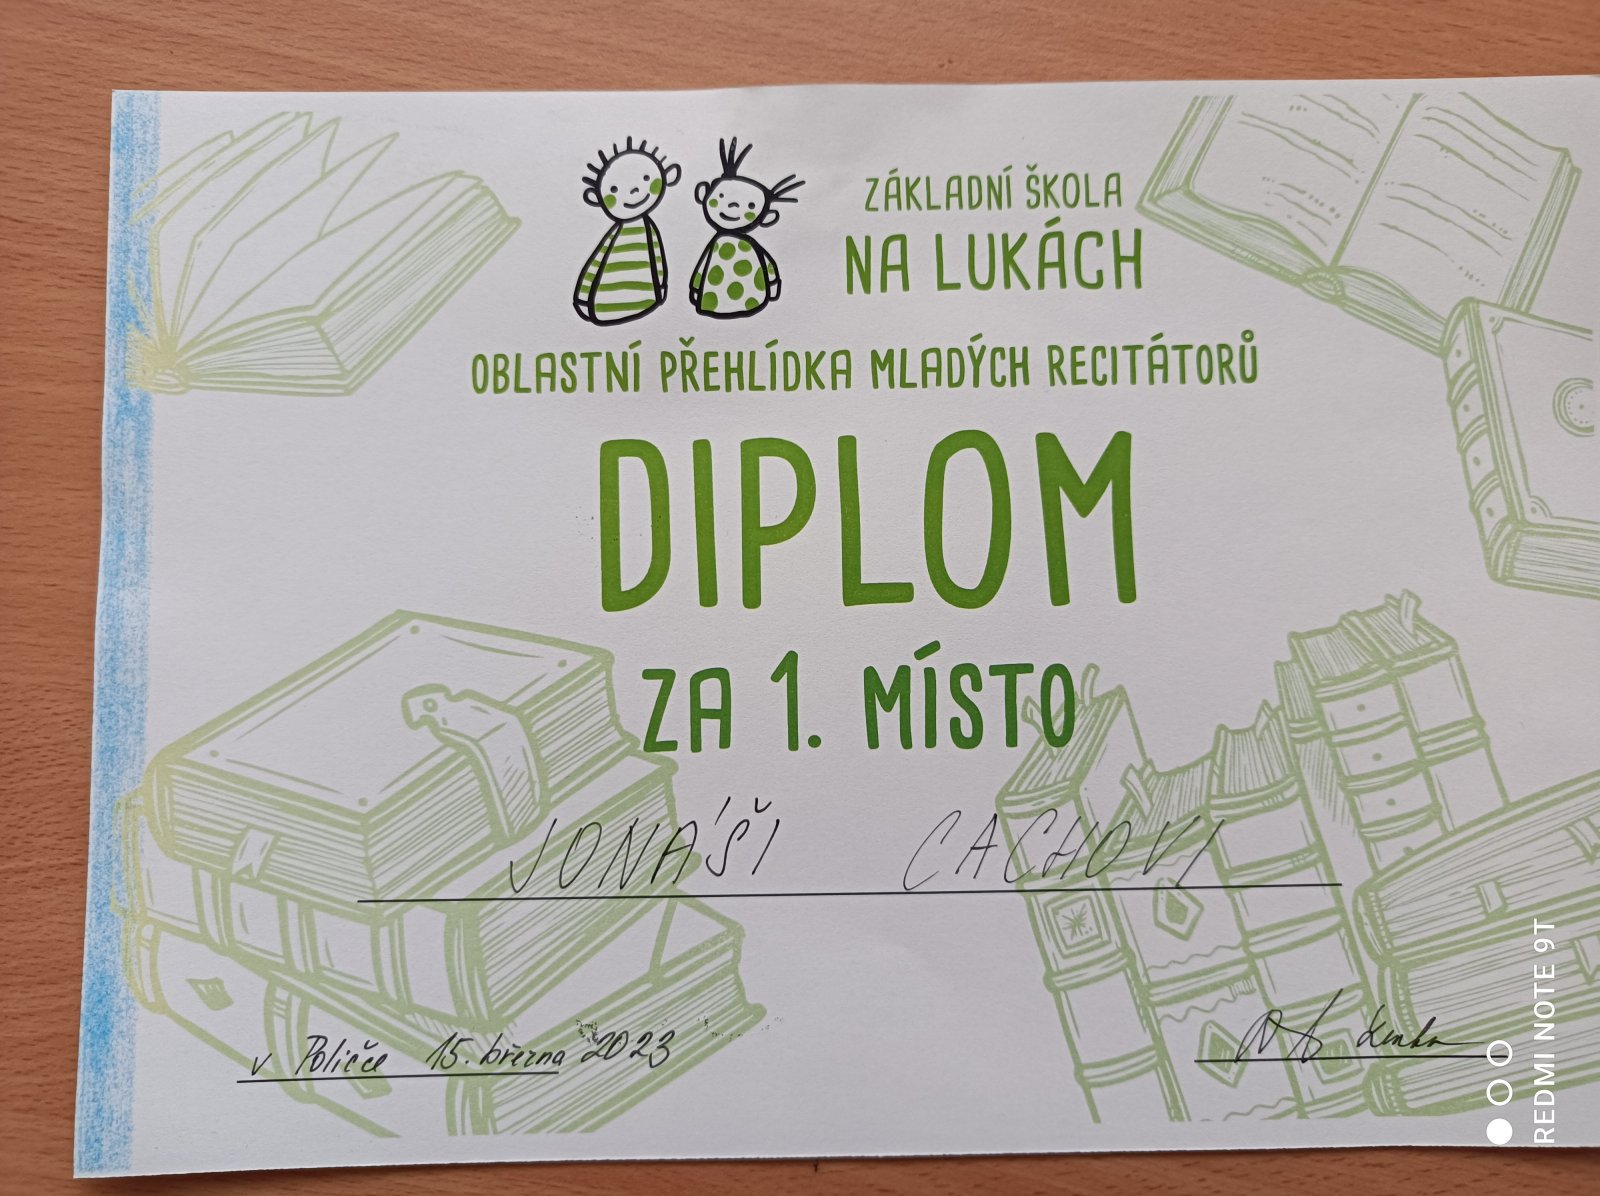 ZÁKLADNÍ ŠKOLA
NA LUKÁCH
OBLASTNÍ PŘEHLÍDKA MLADÝCH RECITÁTORŮ
DIPLOM
ZA 1. MÍSTO
JONÁŠI CACHOVI
v Poličce 15. března 2023
REDMI NOTE 9T